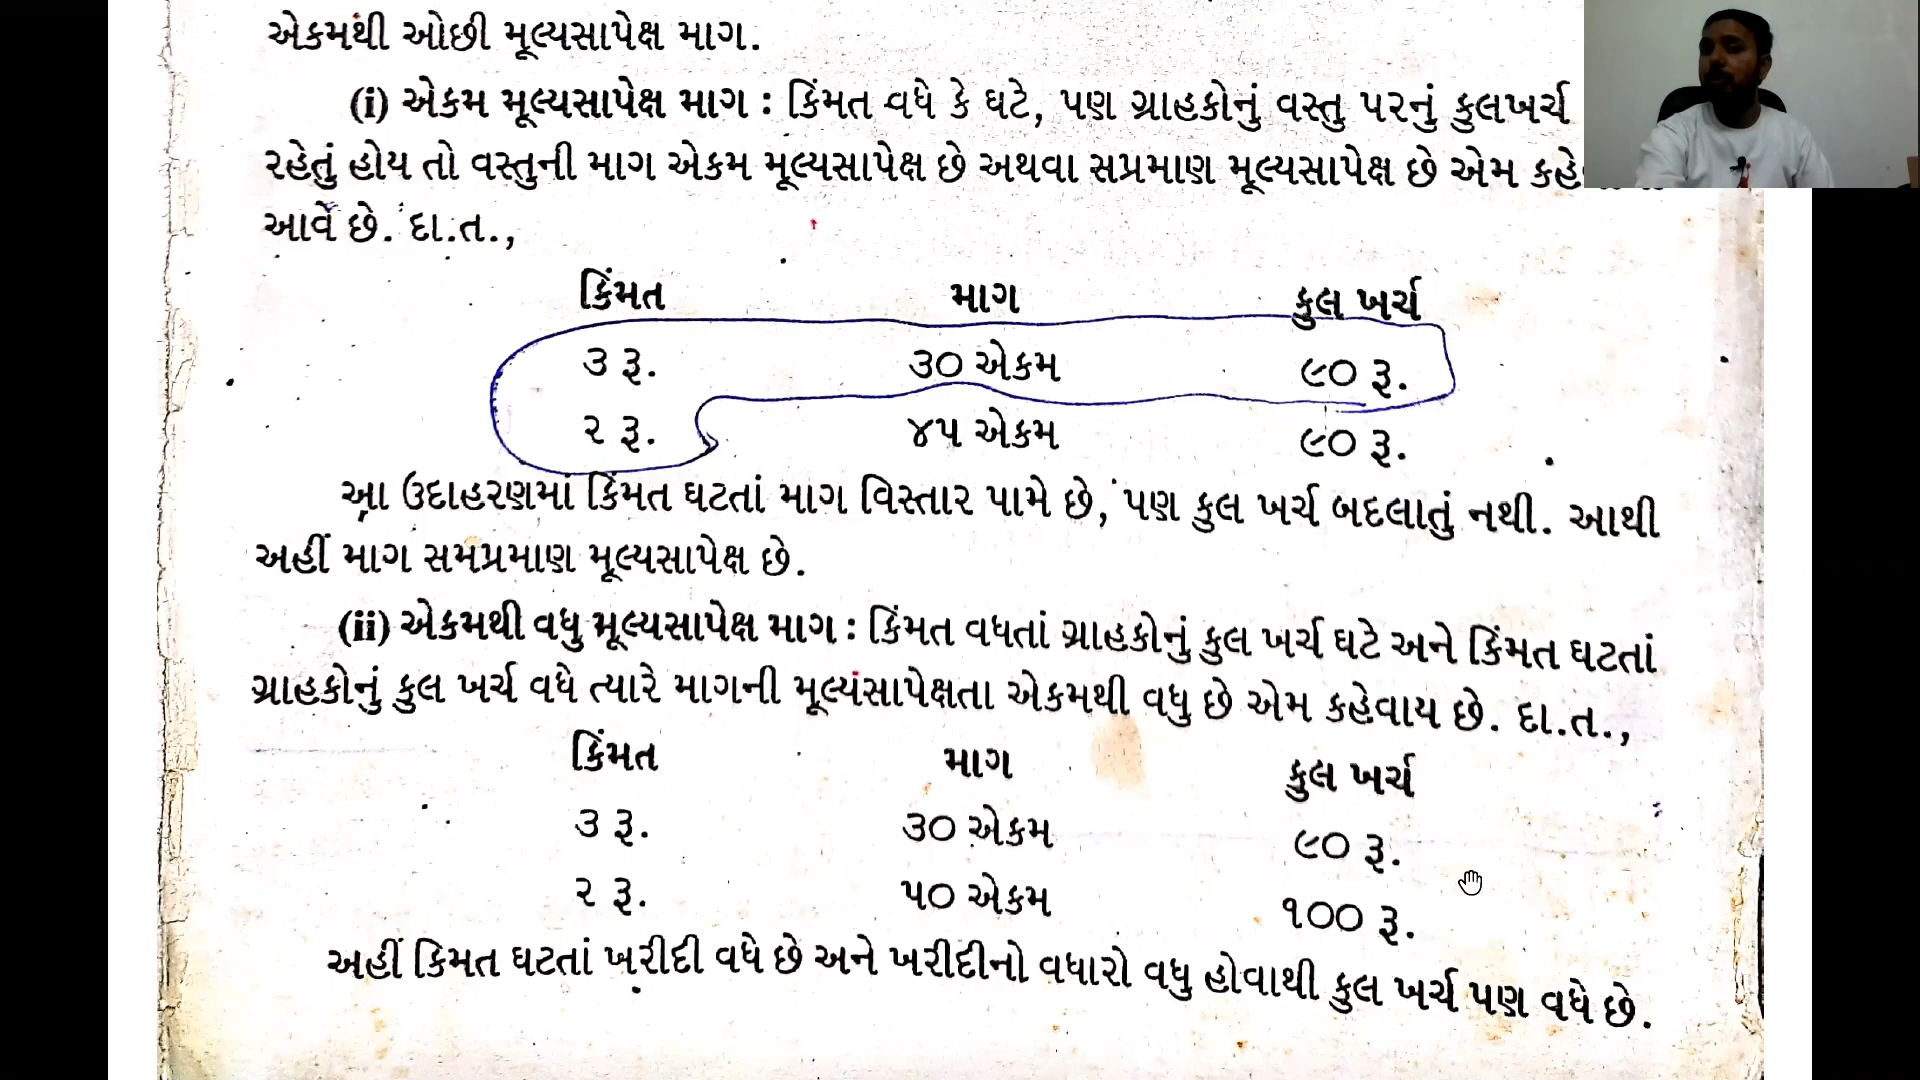 એકમથી ઓછી મૂલ્યસાપેક્ષ માગ.
(i) એકમ મૂલ્યસાપેક્ષ માગ : કિંમત વધે કે ઘટે, પણ ગ્રાહકોનું વસ્તુ પરનું કુલખર્ચ
રહેતું હોય તો વસ્તુની માગ એકમ મૂલ્યસાપેક્ષ છે અથવા સપ્રમાણ મૂલ્યસાપેક્ષ છે એમ
આવે છે. દા.ત.,
કિંમત માગ કુલ ખર્ચ
૩ રૂ. ૩૦ એકમ ૯૦ રૂ.
૨ રૂ. ૪૫ એકમ ૯૦ રૂ.
આ ઉદાહરણમાં કિંમત ઘટતાં માગ વિસ્તાર પામે છે, પણ કુલ ખર્ચ બદલાતું નથી. આથી
અહીં માગ સમપ્રમાણ મૂલ્યસાપેક્ષ છે.
(ii) એકમથી વધુ મૂલ્યસાપેક્ષ માગ : કિંમત વધતાં ગ્રાહકોનું કુલ ખર્ચ ઘટે અને કિંમત ઘટતાં
ગ્રાહકોનું કુલ ખર્ચ વધે ત્યારે માગની મૂલ્યસાપેક્ષતા એકમથી વધુ છે એમ કહેવાય છે. દા.ત.,
કિંમત માગ કુલ ખર્ચ
૩ રૂ. ૩૦ એકમ ૯૦ રૂ.
૨ રૂ. ૫૦ એકમ ૧૦૦ રૂ.
અહીં કિમત ઘટતાં ખરીદી વધે છે અને ખરીદીનો વધારો વધુ હોવાથી કુલ ખર્ચ પણ વધે છે.